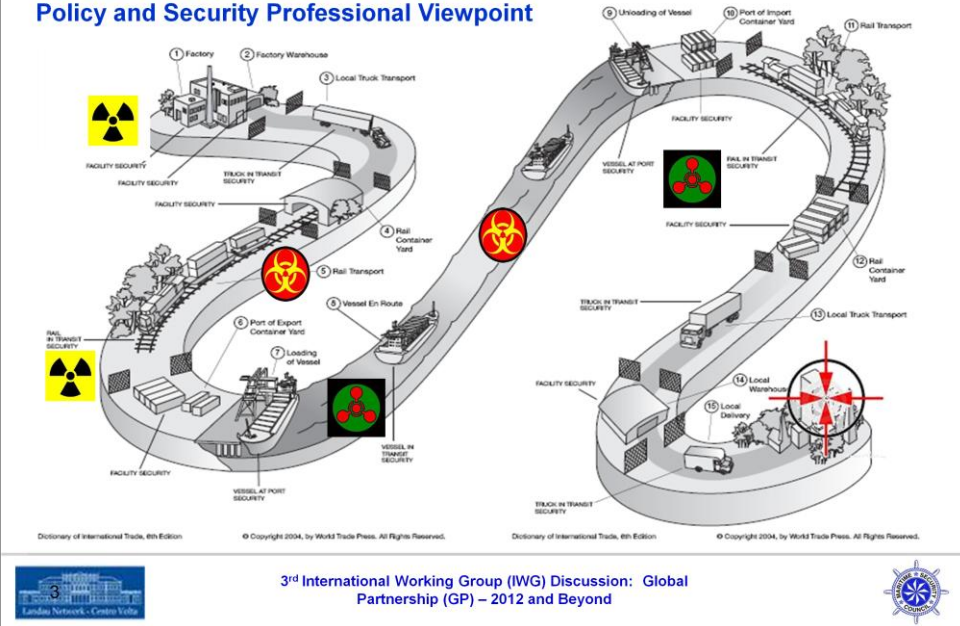 Policy and Security Professional Viewpoint
1 Factory
2 Factory Warehouse
3 Local Truck Transport
FACILITY SECURITY
FACILITY SECURITY
TRUCK IN TRANSIT
SECURITY
FACILITY SECURITY
4 Rail
Container
Yard
5 Rail Transport
RAIL
IN TRANSIT
SECURITY
6 Port of Export
Container Yard
7 Loading
of Vessel
8 Vessel En Route
FACILITY SECURITY
VESSEL AT PORT
SECURITY
VESSEL IN
TRANSIT
SECURITY
9 Unloading of Vessel
10 Port of Import
Container Yard
11 Rail Transport
FACILITY SECURITY
VESSEL AT PORT
SECURITY
RAIL IN TRANSIT
SECURITY
FACILITY SECURITY
12 Rail
Container
Yard
TRUCK IN TRANSIT
SECURITY
13 Local Truck Transport
FACILITY SECURITY
14 Local
Warehouse
15 Local
Delivery
TRUCK IN TRANSIT
SECURITY
Dictionary of International Trade, 6th Edition
© Copyright 2004, by World Trade Press. All Rights Reserved.
Dictionary of International Trade, 6th Edition
© Copyright 2004, by World Trade Press. All Rights Reserved.
3
Landau Network - Centro Volta
3rd International Working Group (IWG) Discussion: Global
Partnership (GP) – 2012 and Beyond
MARITIME SECURITY
COUNCIL